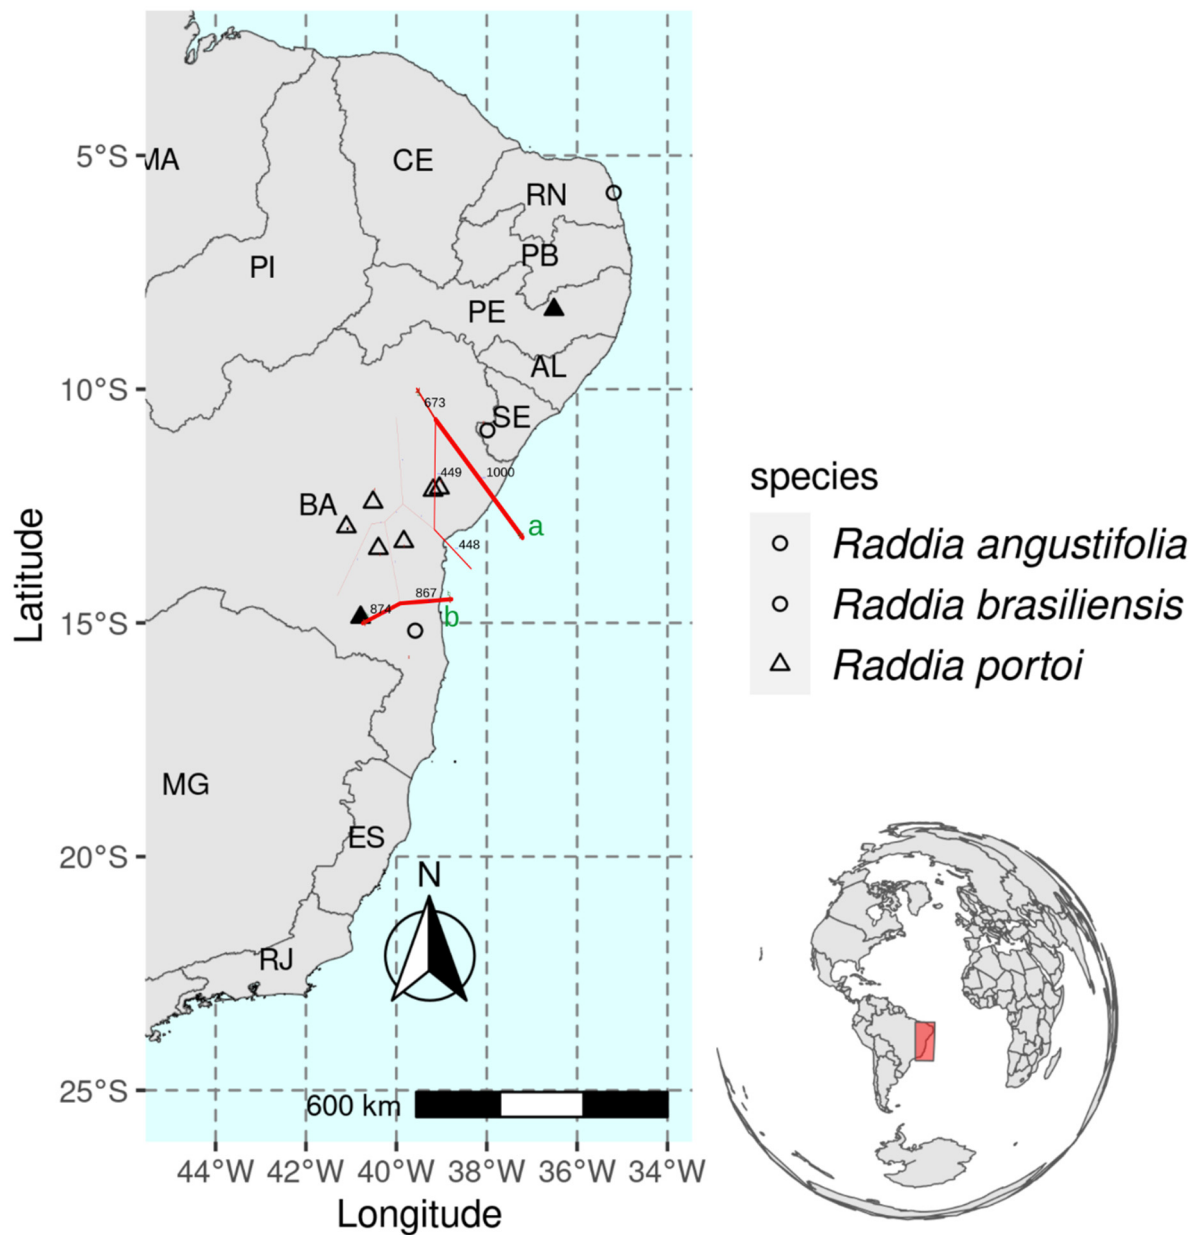 5°S
MA
CE
RN
PB
PI
PE
AL
10°S
673
SE
449
1000
BA
a
448
874
867
b
15°S
Latitude
MG
ES
20°S
N
RJ
25°S
600 km
44°W 42°W 40°W 38°W 36°W 34°W
Longitude
species
Raddia angustifolia
Raddia brasiliensis
Raddia portoi